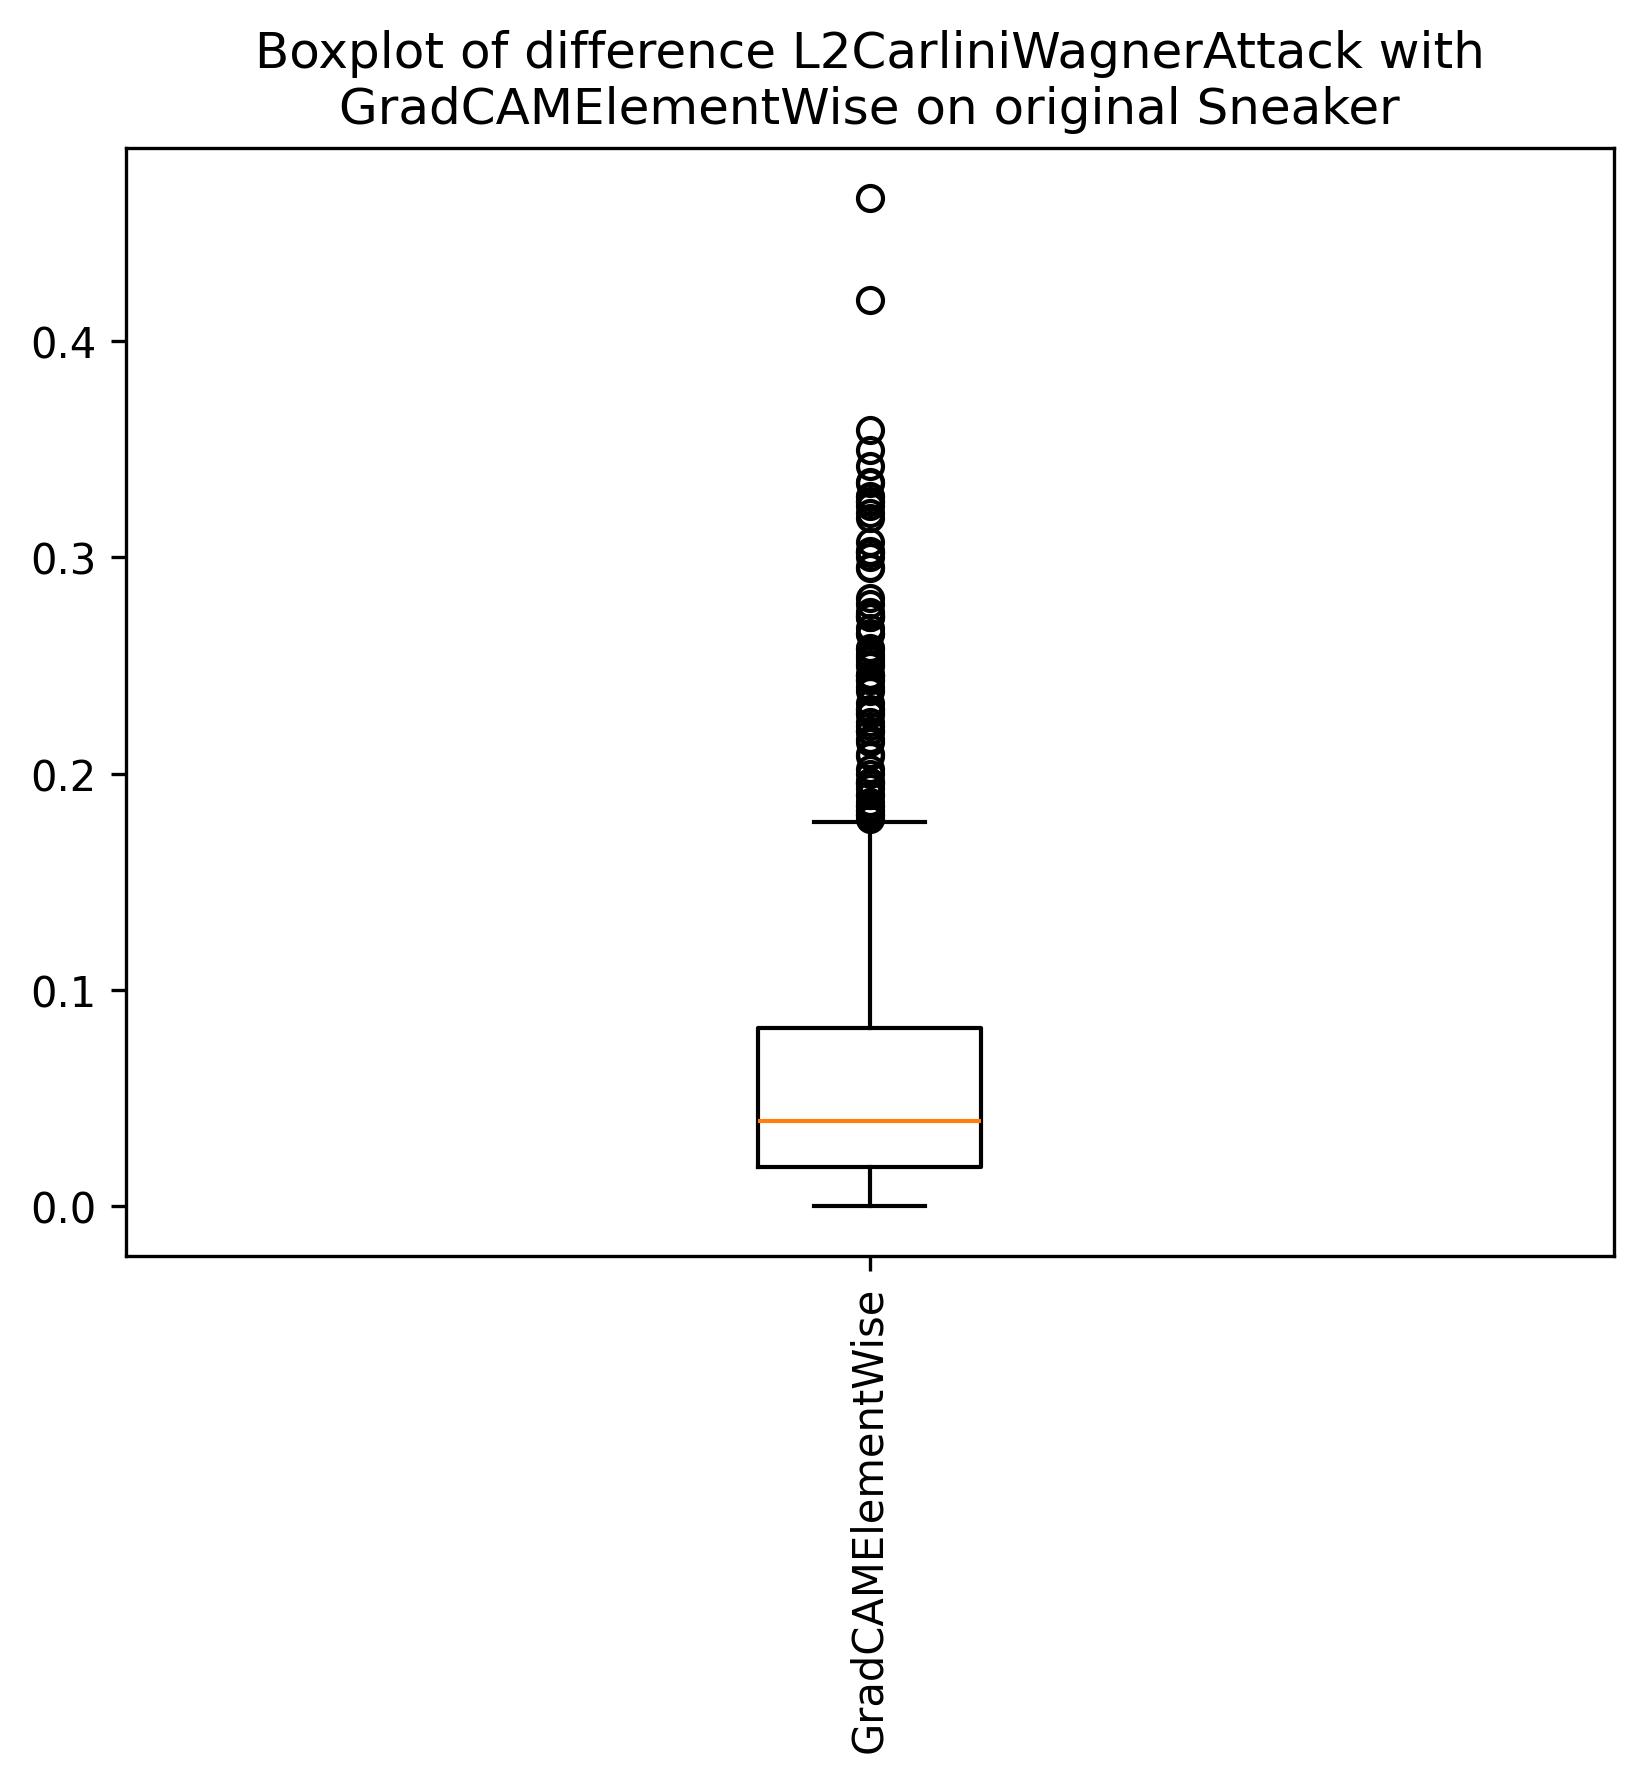 Boxplot of difference L2CarliniWagnerAttack with
GradCAMElementWise on original Sneaker
0.4
0.3
0.2
0.1
0.0
GradCAMElementWise